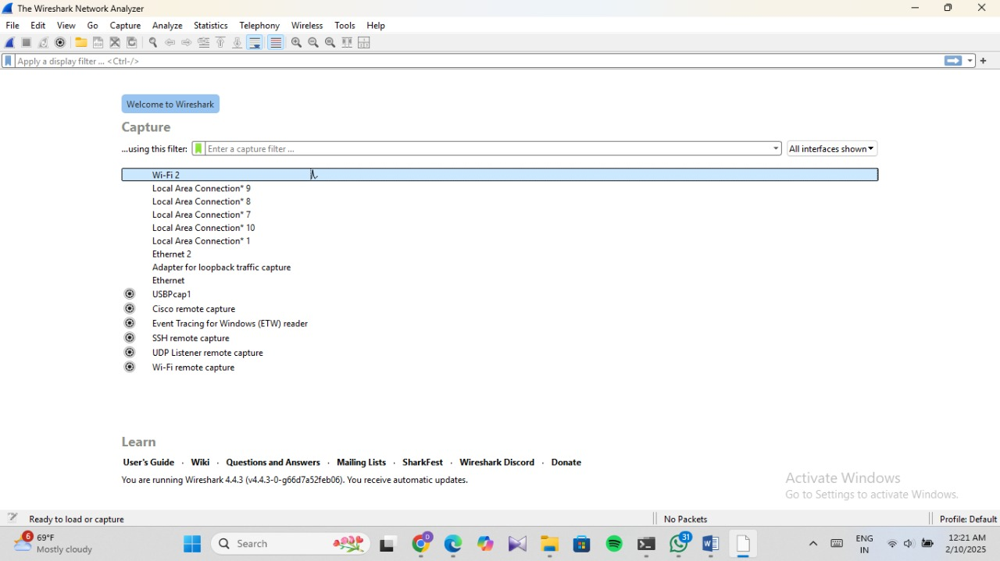 The Wireshark Network Analyzer
File Edit View Go Capture Analyze Statistics Telephony Wireless Tools Help
Apply a display filter ... <Ctrl-/>
Welcome to Wireshark
Capture
...using this filter: Enter a capture filter ... All interfaces shown
Wi-Fi 2
Local Area Connection* 9
Local Area Connection* 8
Local Area Connection* 7
Local Area Connection* 10
Local Area Connection* 1
Ethernet 2
Adapter for loopback traffic capture
Ethernet
USBPcap1
Cisco remote capture
Event Tracing for Windows (ETW) reader
SSH remote capture
UDP Listener remote capture
Wi-Fi remote capture
Learn
User's Guide · Wiki · Questions and Answers · Mailing Lists · SharkFest · Wireshark Discord · Donate
You are running Wireshark 4.4.3 (v4.4.3-0-g66d7a52feb06). You receive automatic updates.
Activate Windows
Go to Settings to activate Windows.
Ready to load or capture No Packets Profile: Default
6 69°F
Mostly cloudy
Search
0
31
ENG
IN
12:21 AM
2/10/2025